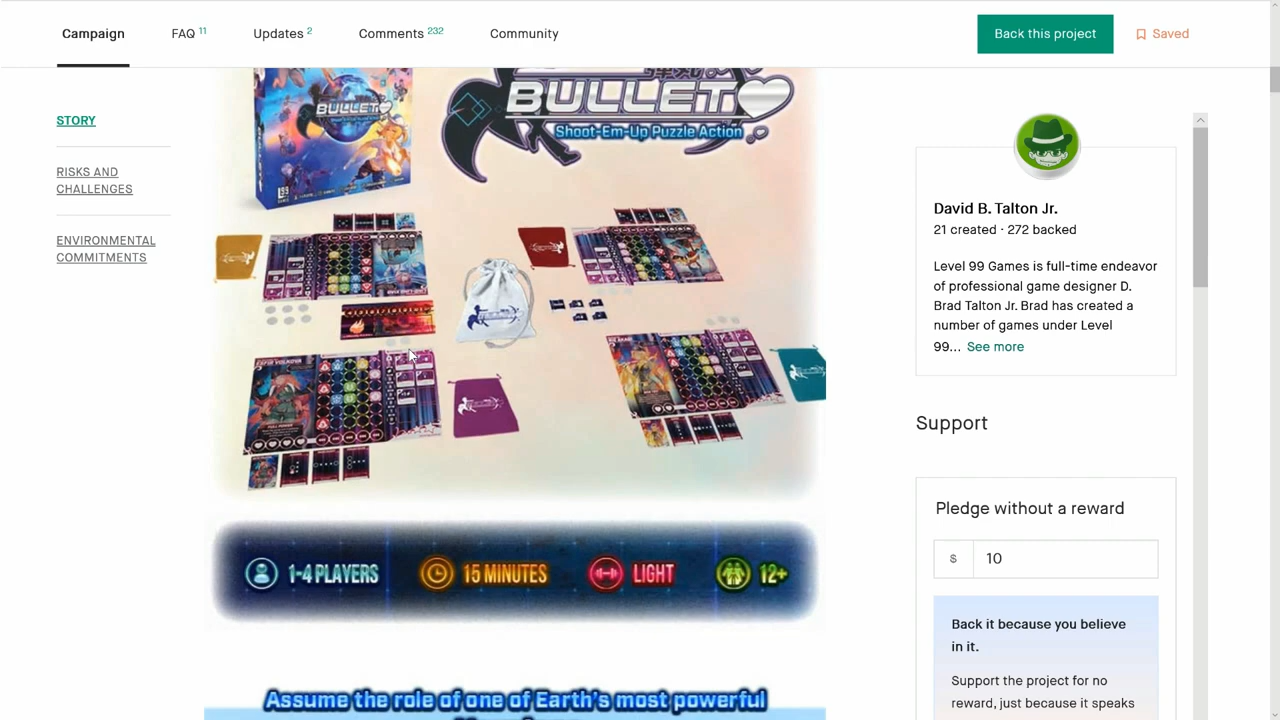 Campaign FAQ 11 Updates 2 Comments 232 Community Back this project Saved
STORY
RISKS AND
CHALLENGES
ENVIRONMENTAL
COMMITMENTS
BULLET
BULLET
Shoot-Em-Up Puzzle Action
1-4 PLAYERS 15 MINUTES LIGHT 12+
Assume the role of one of Earth's most powerful
David B. Talton Jr.
21 created · 272 backed
Level 99 Games is full-time endeavor
of professional game designer D.
Brad Talton Jr. Brad has created a
number of games under Level
99... See more
Support
Pledge without a reward
$ 10
Back it because you believe
in it.
Support the project for no
reward, just because it speaks